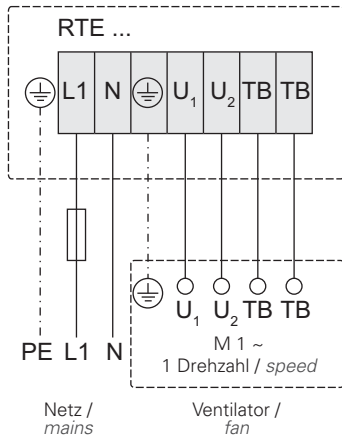 RTE ...
L1 N U₁ U₂ TB TB
U₁ U₂ TB TB
M 1 ~
1 Drehzahl / speed
PE L1 N
Netz / mains
Ventilator / fan